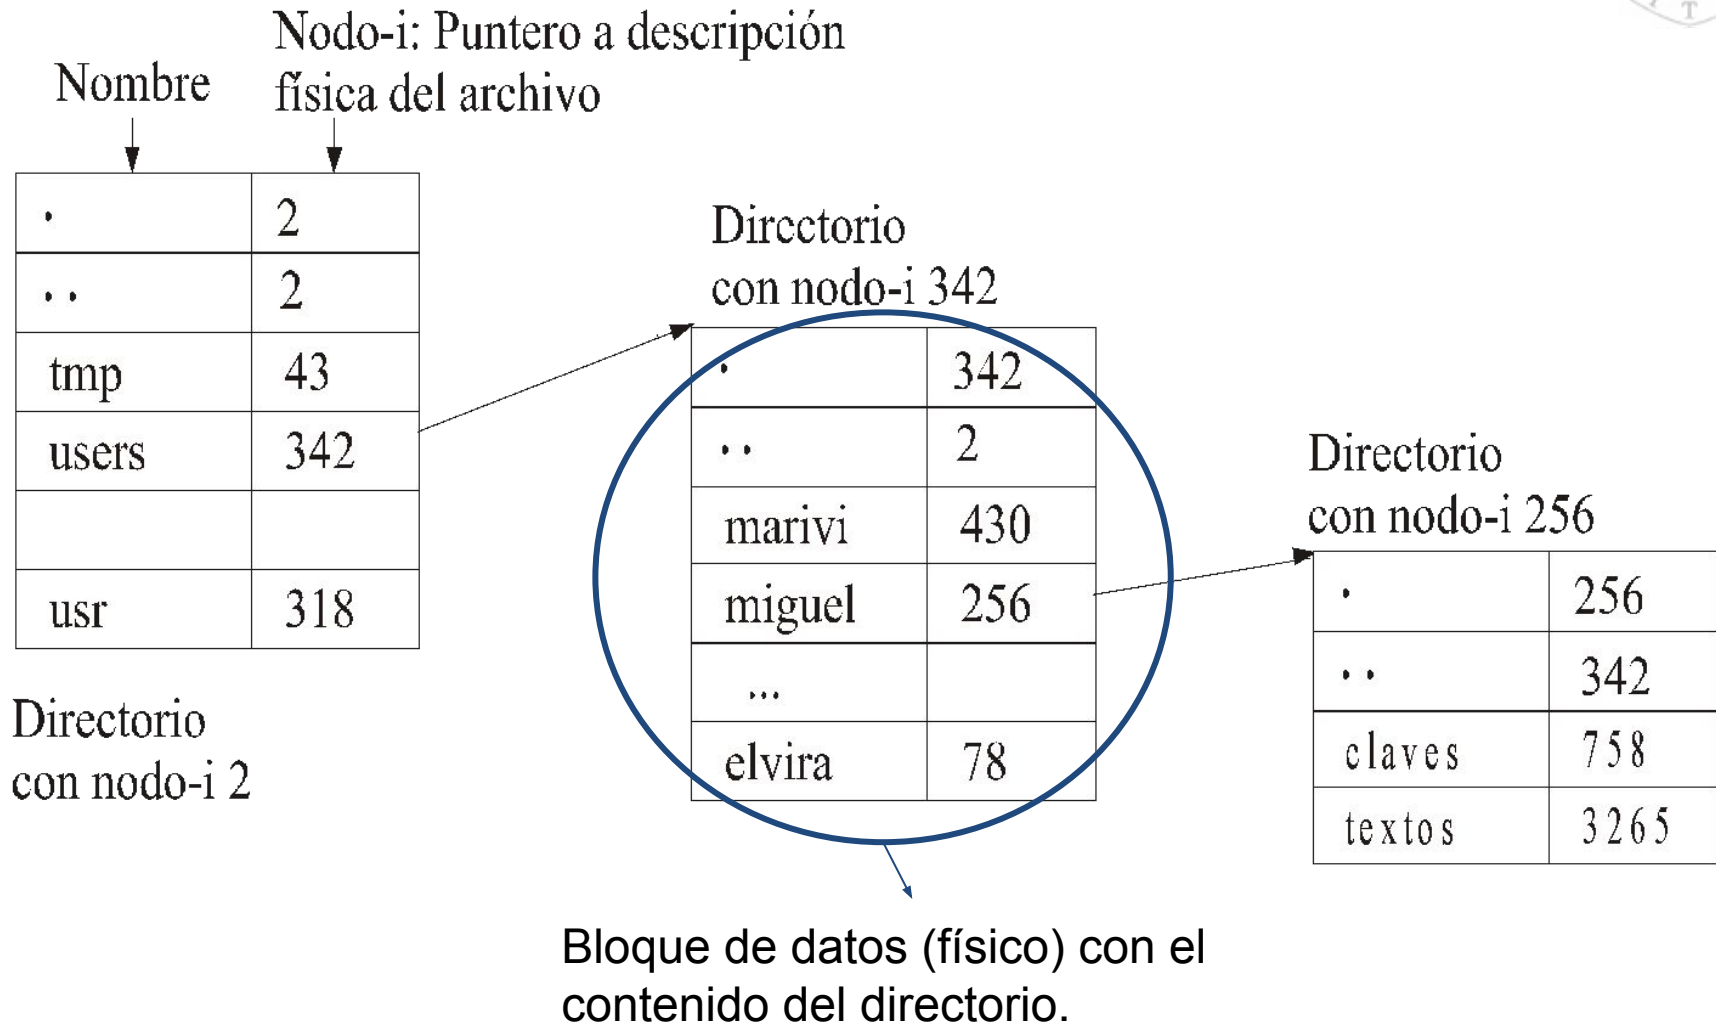 Nodo-i: Puntero a descripción
física del archivo
Nombre
. 2
. . 2
tmp 43
users 342
usr 318
Directorio
con nodo-i 2
Directorio
con nodo-i 342
. 342
. . 2
marivi 430
miguel 256
...
elvira 78
Directorio
con nodo-i 256
. 256
. . 342
claves 758
textos 3265
Bloque de datos (físico) con el
contenido del directorio.
T